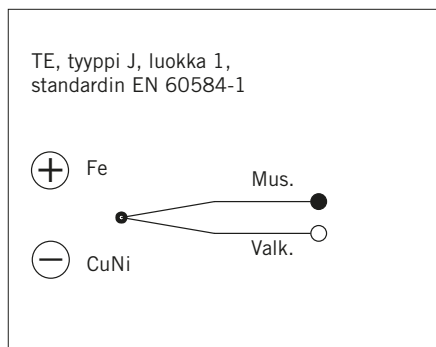 TE, tyyppi J, luokka 1,
standardin EN 60584-1
+ Fe
Mus.
Valk.
− CuNi